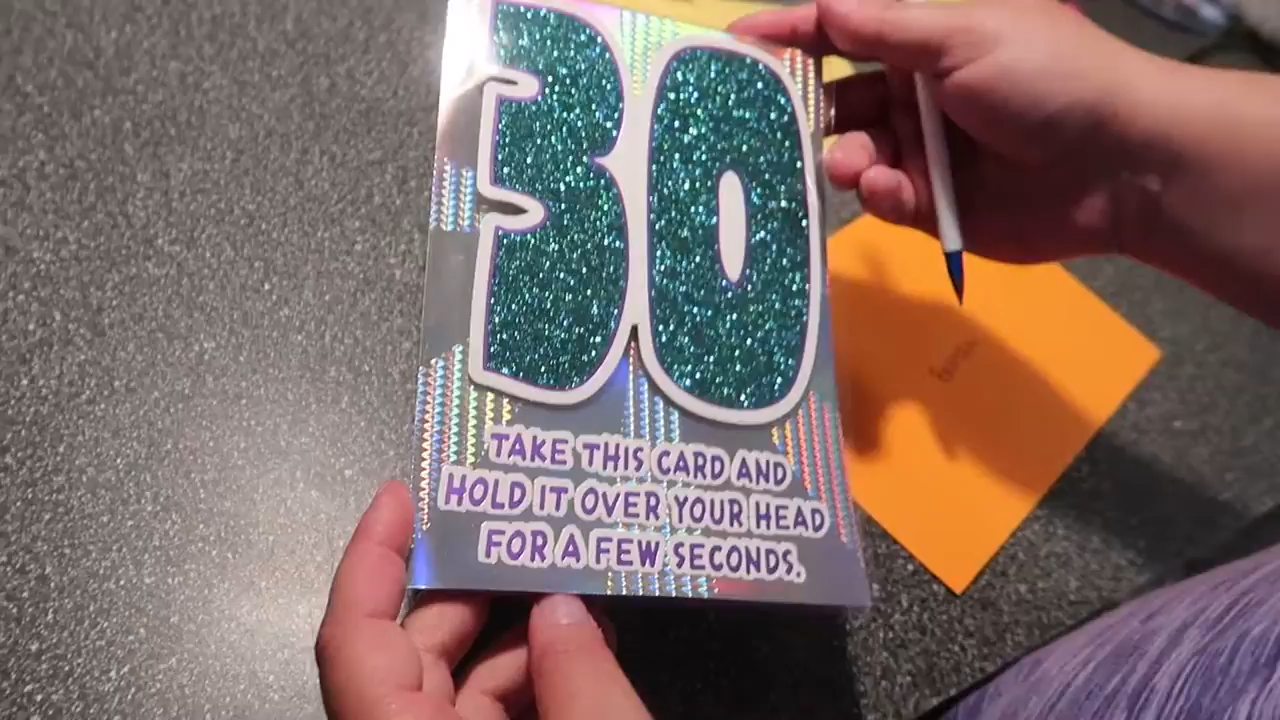 30
TAKE THIS CARD AND
HOLD IT OVER YOUR HEAD
FOR A FEW SECONDS.